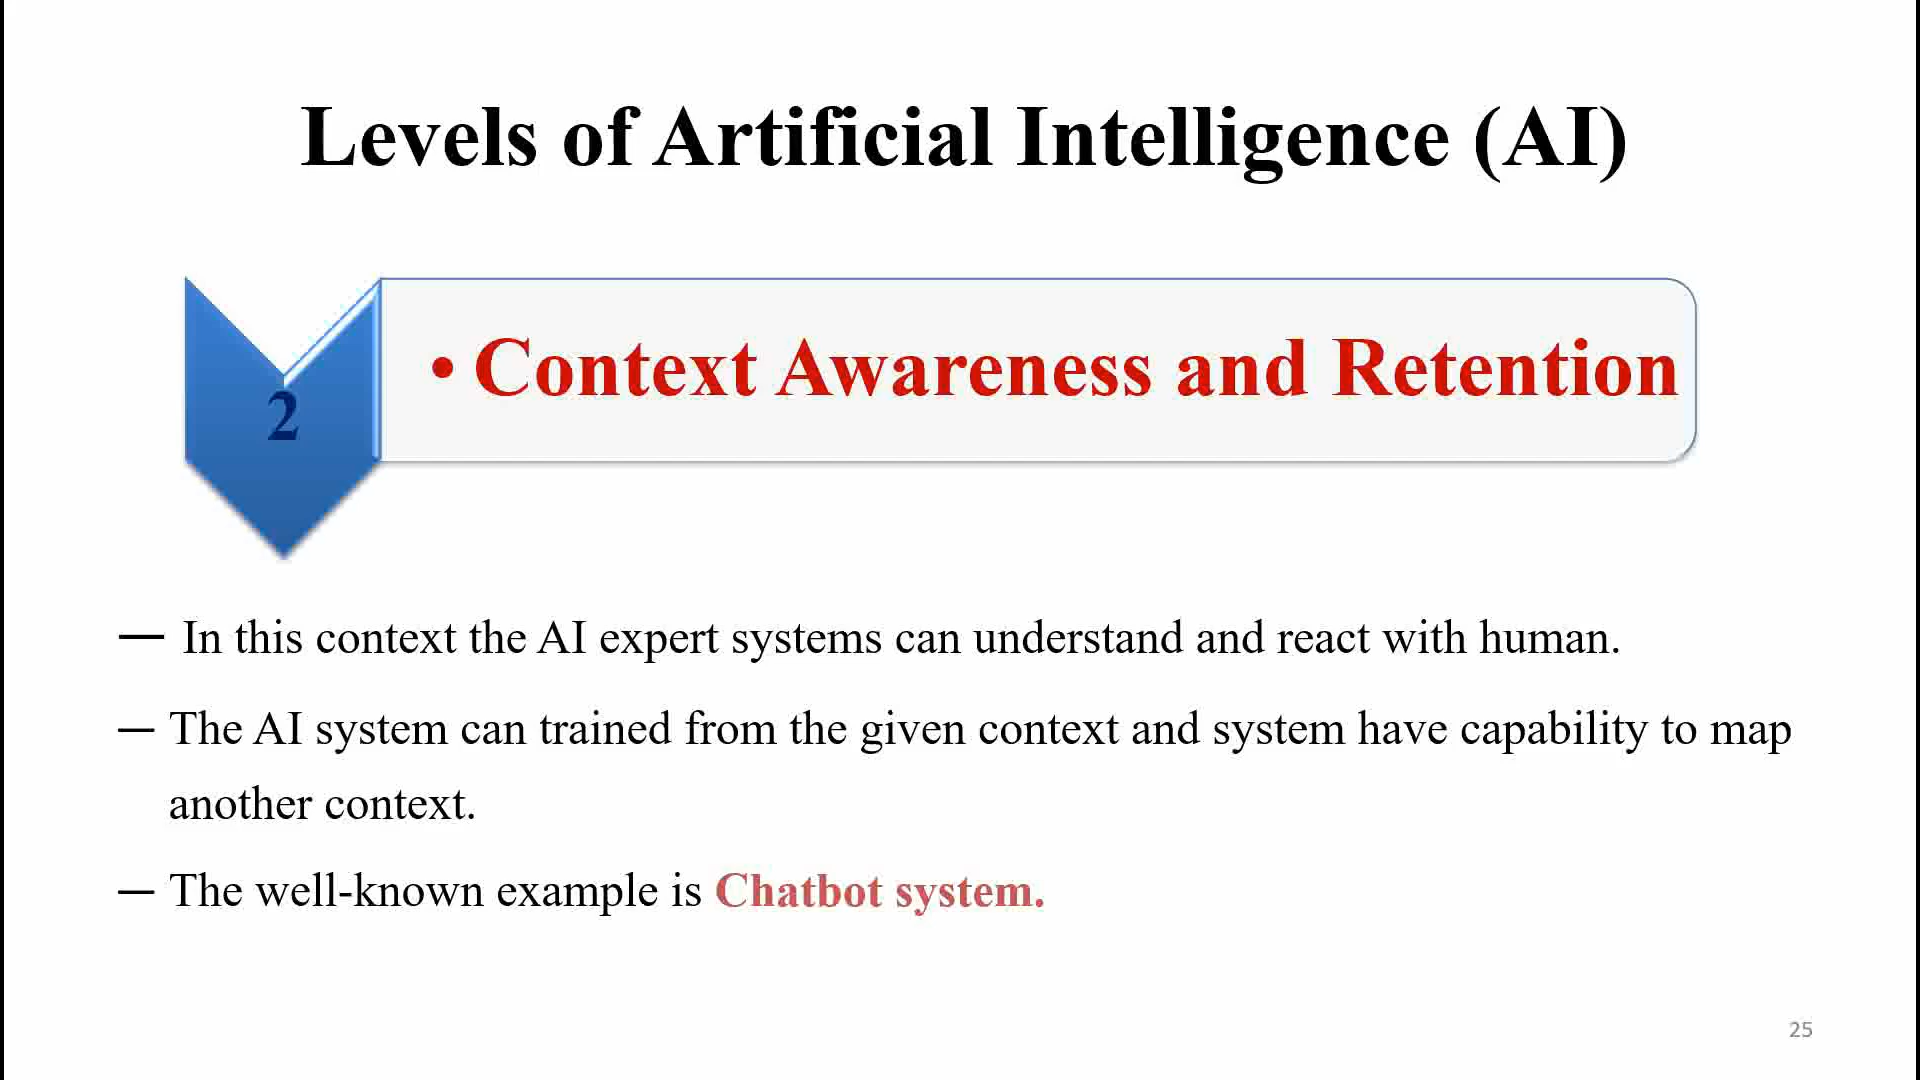 Levels of Artificial Intelligence (AI)
2
• Context Awareness and Retention
— In this context the AI expert systems can understand and react with human.
— The AI system can trained from the given context and system have capability to map
another context.
— The well-known example is Chatbot system.
25